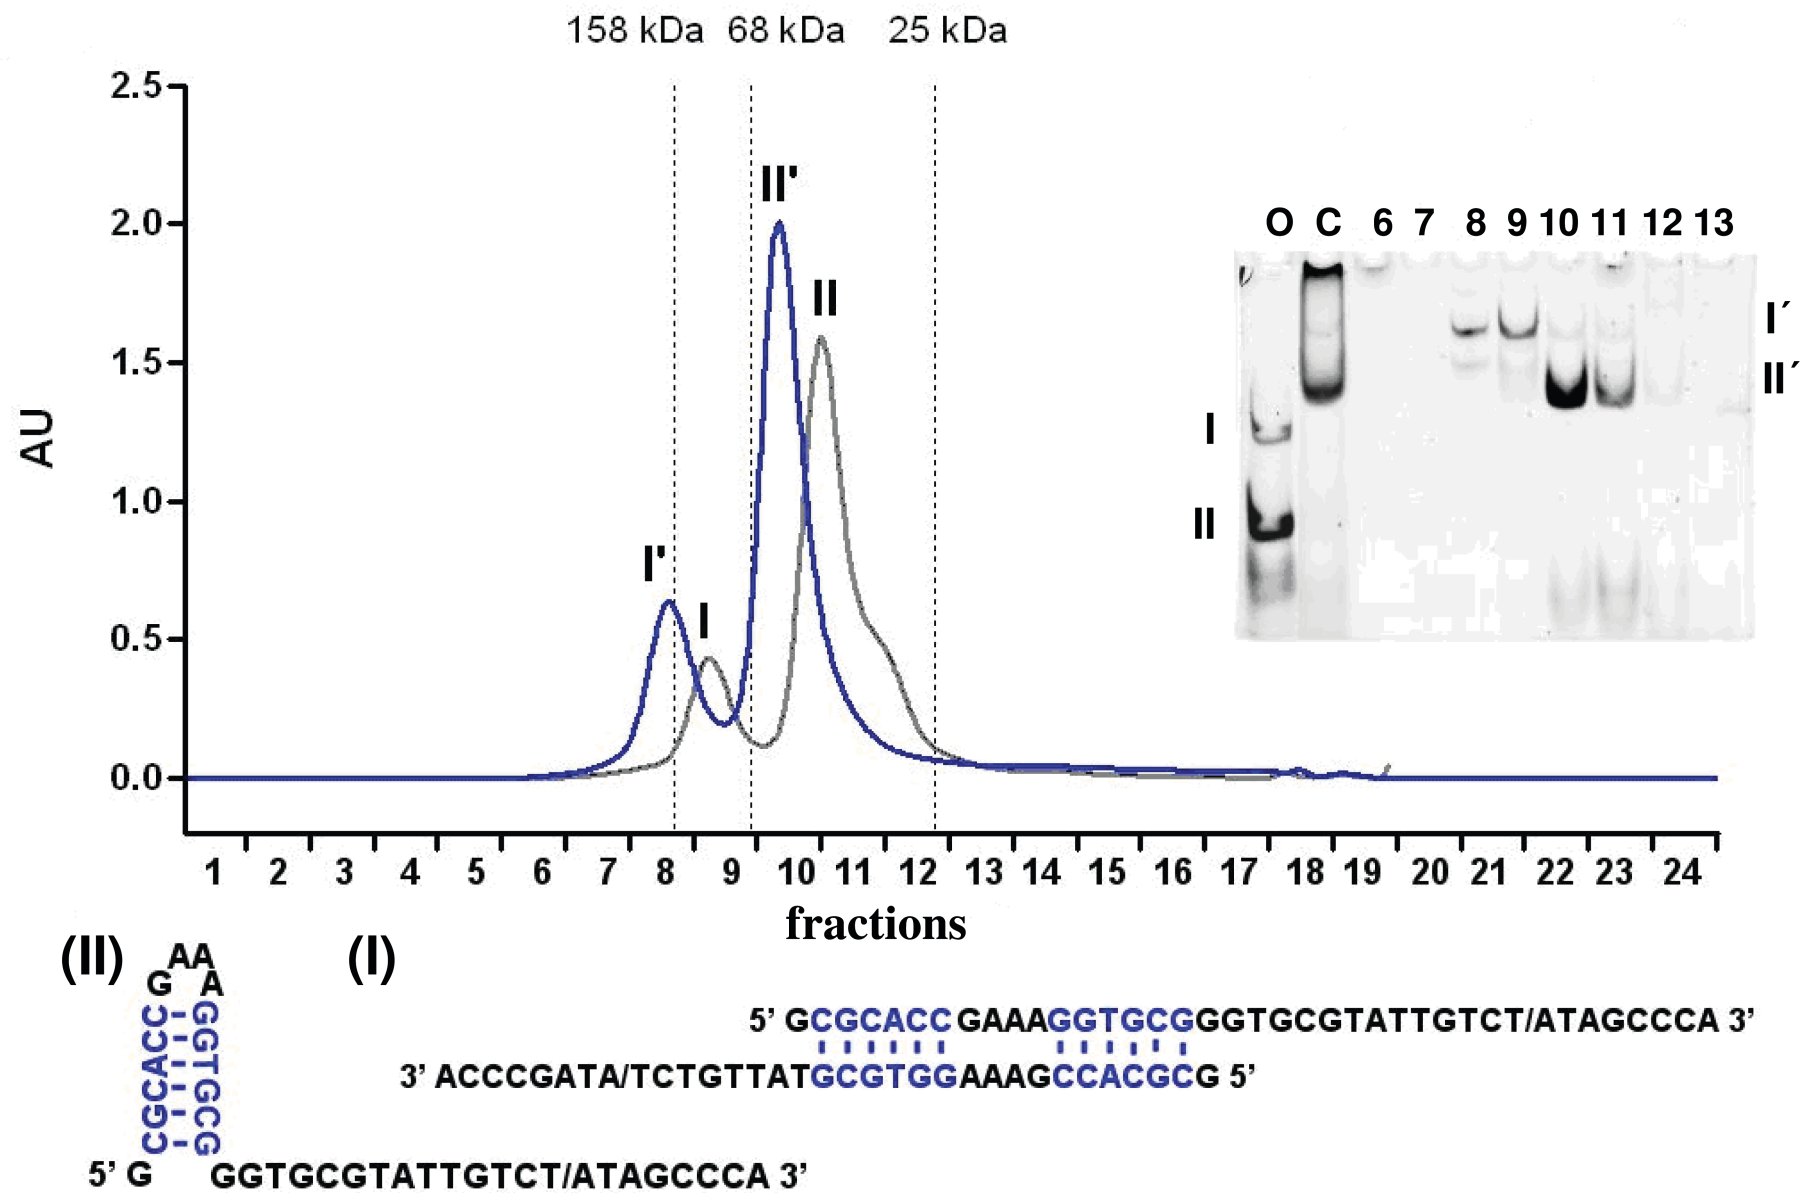 158 kDa 68 kDa 25 kDa
2.5
2.0
1.5
1.0
0.5
0.0
AU
I'
I
II'
II
O C 6 7 8 9 10 11 12 13
I´
II´
I
II
1 2 3 4 5 6 7 8 9 10 11 12 13 14 15 16 17 18 19 20 21 22 23 24
fractions
(II)
AA
G A
C-G
C-G
A-T
C-G
G-C
C-G
5’ G GGTGCGTATTGTCT/ATAGCCCA 3’
(I)
5’ GCGCACCGAAAGGTGCGGGTGCGTATTGTCT/ATAGCCCA 3’
3’ ACCCGATA/TCTGTTATGCGTGGAAAGCCACGCG 5’